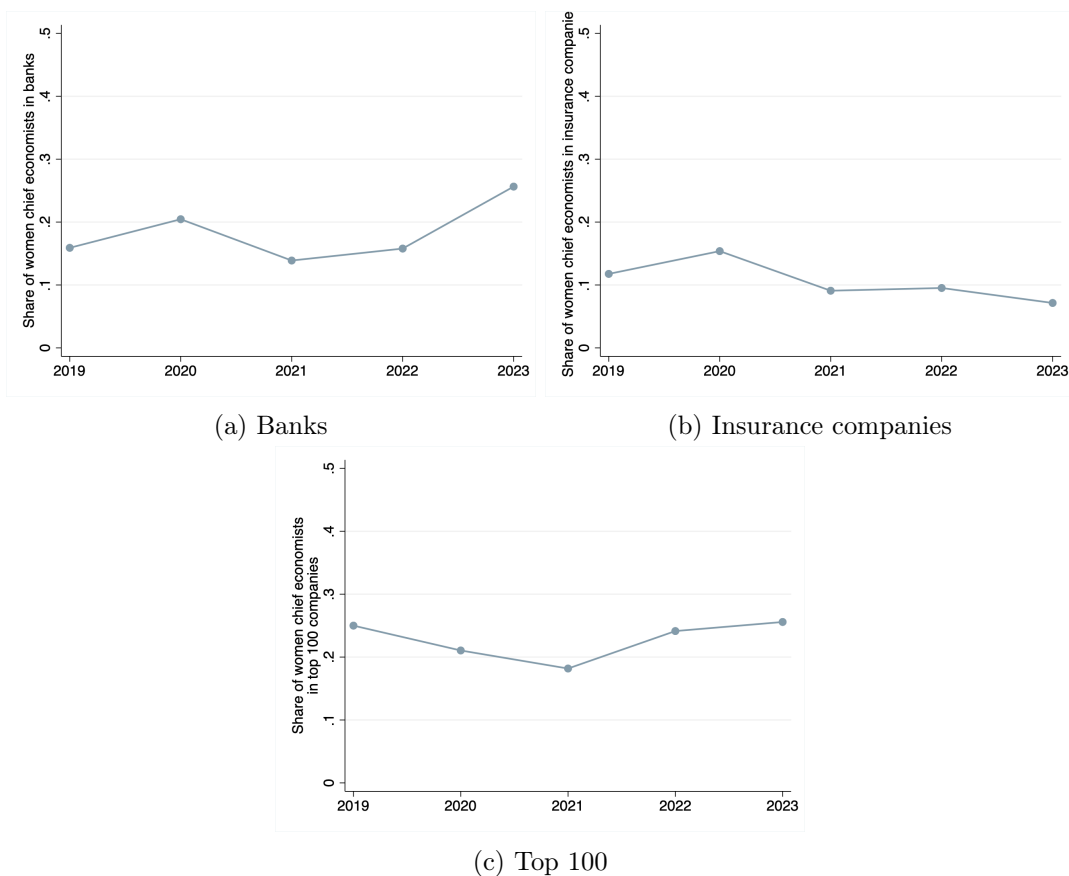 Share of women chief economists in banks
.5
.4
.3
.2
.1
0
2019 2020 2021 2022 2023
(a) Banks
Share of women chief economists in insurance companie
.5
.4
.3
.2
.1
0
2019 2020 2021 2022 2023
(b) Insurance companies
Share of women chief economists
in top 100 companies
.5
.4
.3
.2
.1
0
2019 2020 2021 2022 2023
(c) Top 100